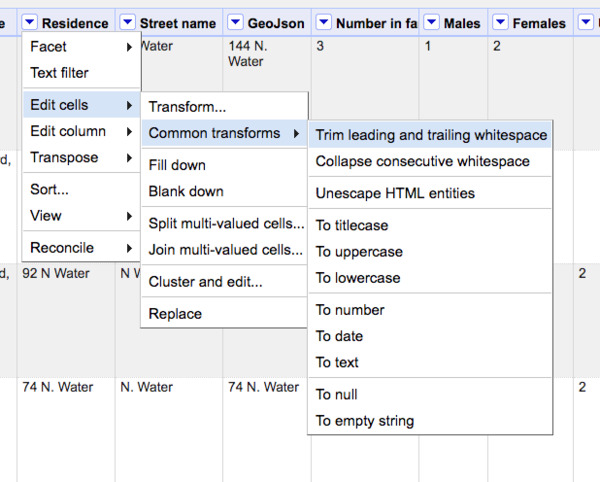 e Residence Street name GeoJson Number in fa Males Females
Facet Water 144 N. 3 1 2
Water
Text filter
Edit cells Transform...
Edit column Common transforms Trim leading and trailing whitespace
d, Transpose Fill down Collapse consecutive whitespace
Sort... Blank down Unescape HTML entities
View Split multi-valued cells... To titlecase
Reconcile Join multi-valued cells... To uppercase
d, 92 N Water N W Cluster and edit... To lowercase 2
Replace To number
To date
To text
74 N. Water N. Water 74 N. Water To null 2
To empty string